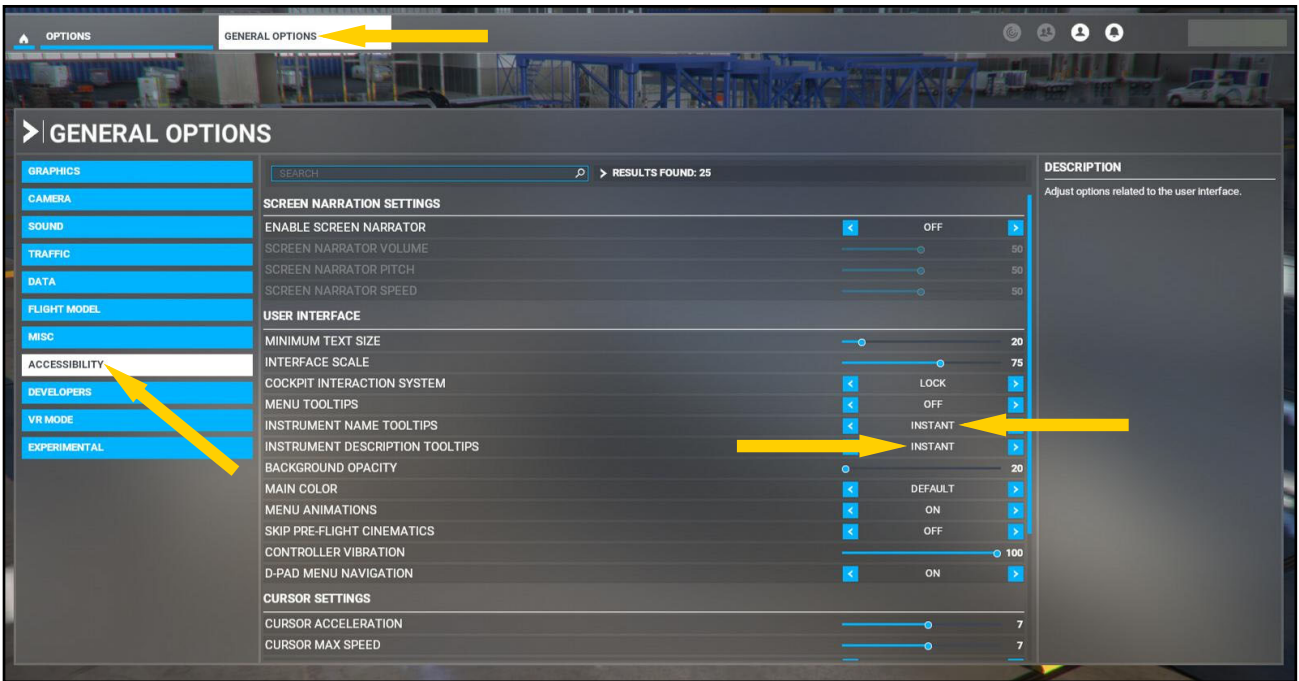 OPTIONS
GENERAL OPTIONS
GENERAL OPTIONS
GRAPHICS
CAMERA
SOUND
TRAFFIC
DATA
FLIGHT MODEL
MISC
ACCESSIBILITY
DEVELOPERS
VR MODE
EXPERIMENTAL
SEARCH
RESULTS FOUND: 25
SCREEN NARRATION SETTINGS
ENABLE SCREEN NARRATOR OFF
SCREEN NARRATOR VOLUME 50
SCREEN NARRATOR PITCH 50
SCREEN NARRATOR SPEED 50
USER INTERFACE
MINIMUM TEXT SIZE 20
INTERFACE SCALE 75
COCKPIT INTERACTION SYSTEM LOCK
MENU TOOLTIPS OFF
INSTRUMENT NAME TOOLTIPS INSTANT
INSTRUMENT DESCRIPTION TOOLTIPS INSTANT
BACKGROUND OPACITY 20
MAIN COLOR DEFAULT
MENU ANIMATIONS ON
SKIP PRE-FLIGHT CINEMATICS OFF
CONTROLLER VIBRATION 100
D-PAD MENU NAVIGATION ON
CURSOR SETTINGS
CURSOR ACCELERATION 7
CURSOR MAX SPEED 7
DESCRIPTION
Adjust options related to the user interface.